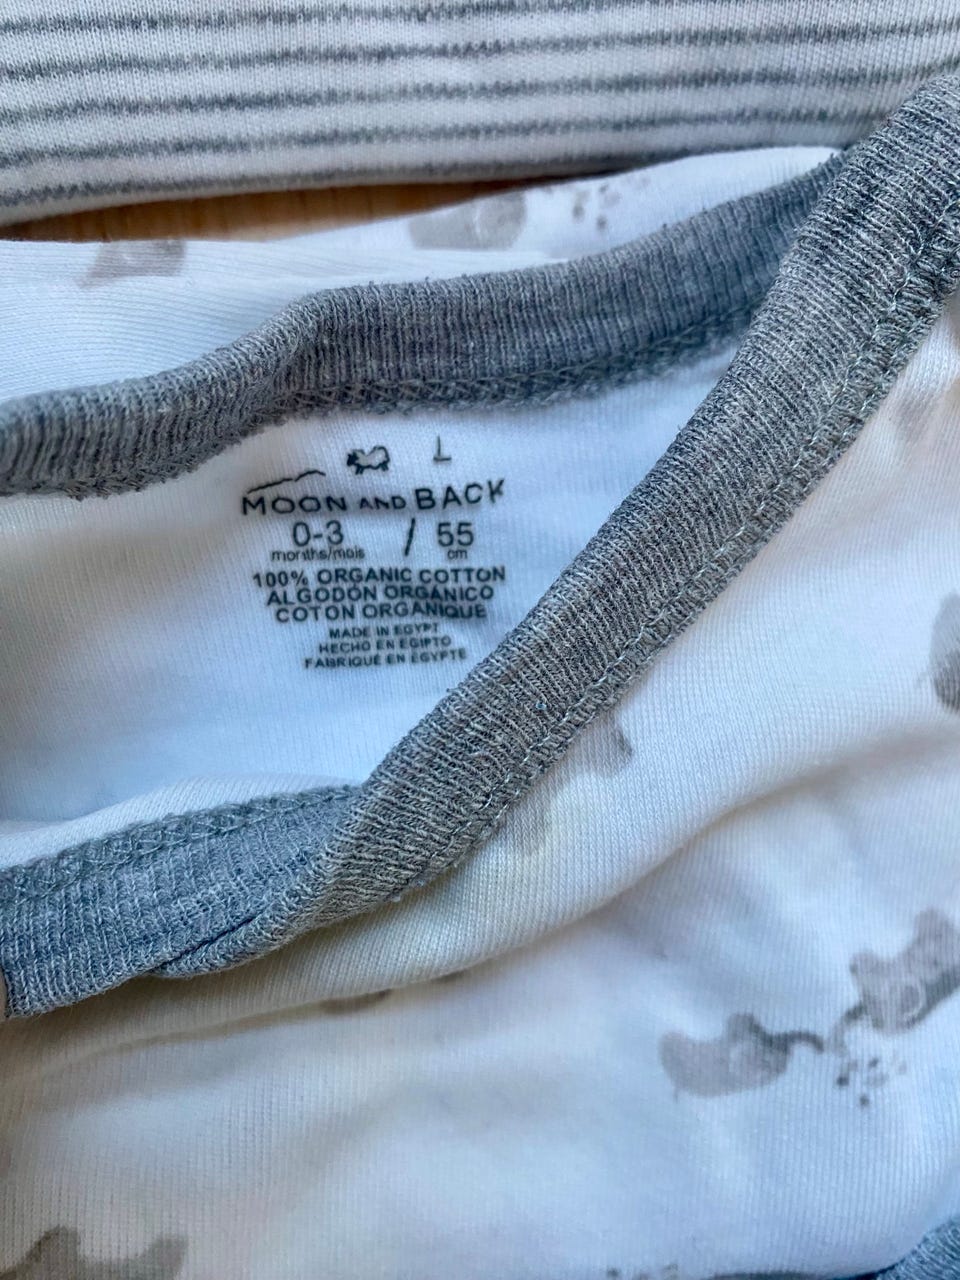 L
MOON AND BACK
0-3 / 55
months/mois cm
100% ORGANIC COTTON
ALGODÓN ORGÁNICO
COTON ORGANIQUE
MADE IN EGYPT
HECHO EN EGIPTO
FABRIQUÉ EN ÉGYPTE